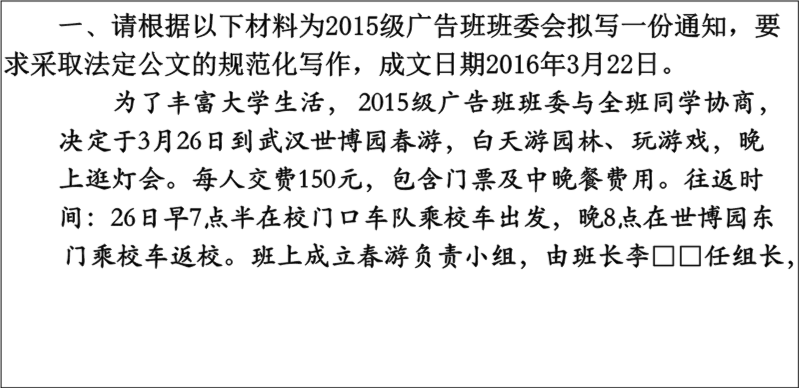 一、请根据以下材料为2015级广告班班委会拟写一份通知，要
求采取法定公文的规范化写作，成文日期2016年3月22日。
为了丰富大学生活， 2015级广告班班委与全班同学协商，
决定于3月26日到武汉世博园春游，白天游园林、玩游戏，晚
上逛灯会。每人交费150元，包含门票及中晚餐费用。往返时
间：26日早7点半在校门口车队乘校车出发，晚8点在世博园东
门乘校车返校。班上成立春游负责小组，由班长李□□任组长，